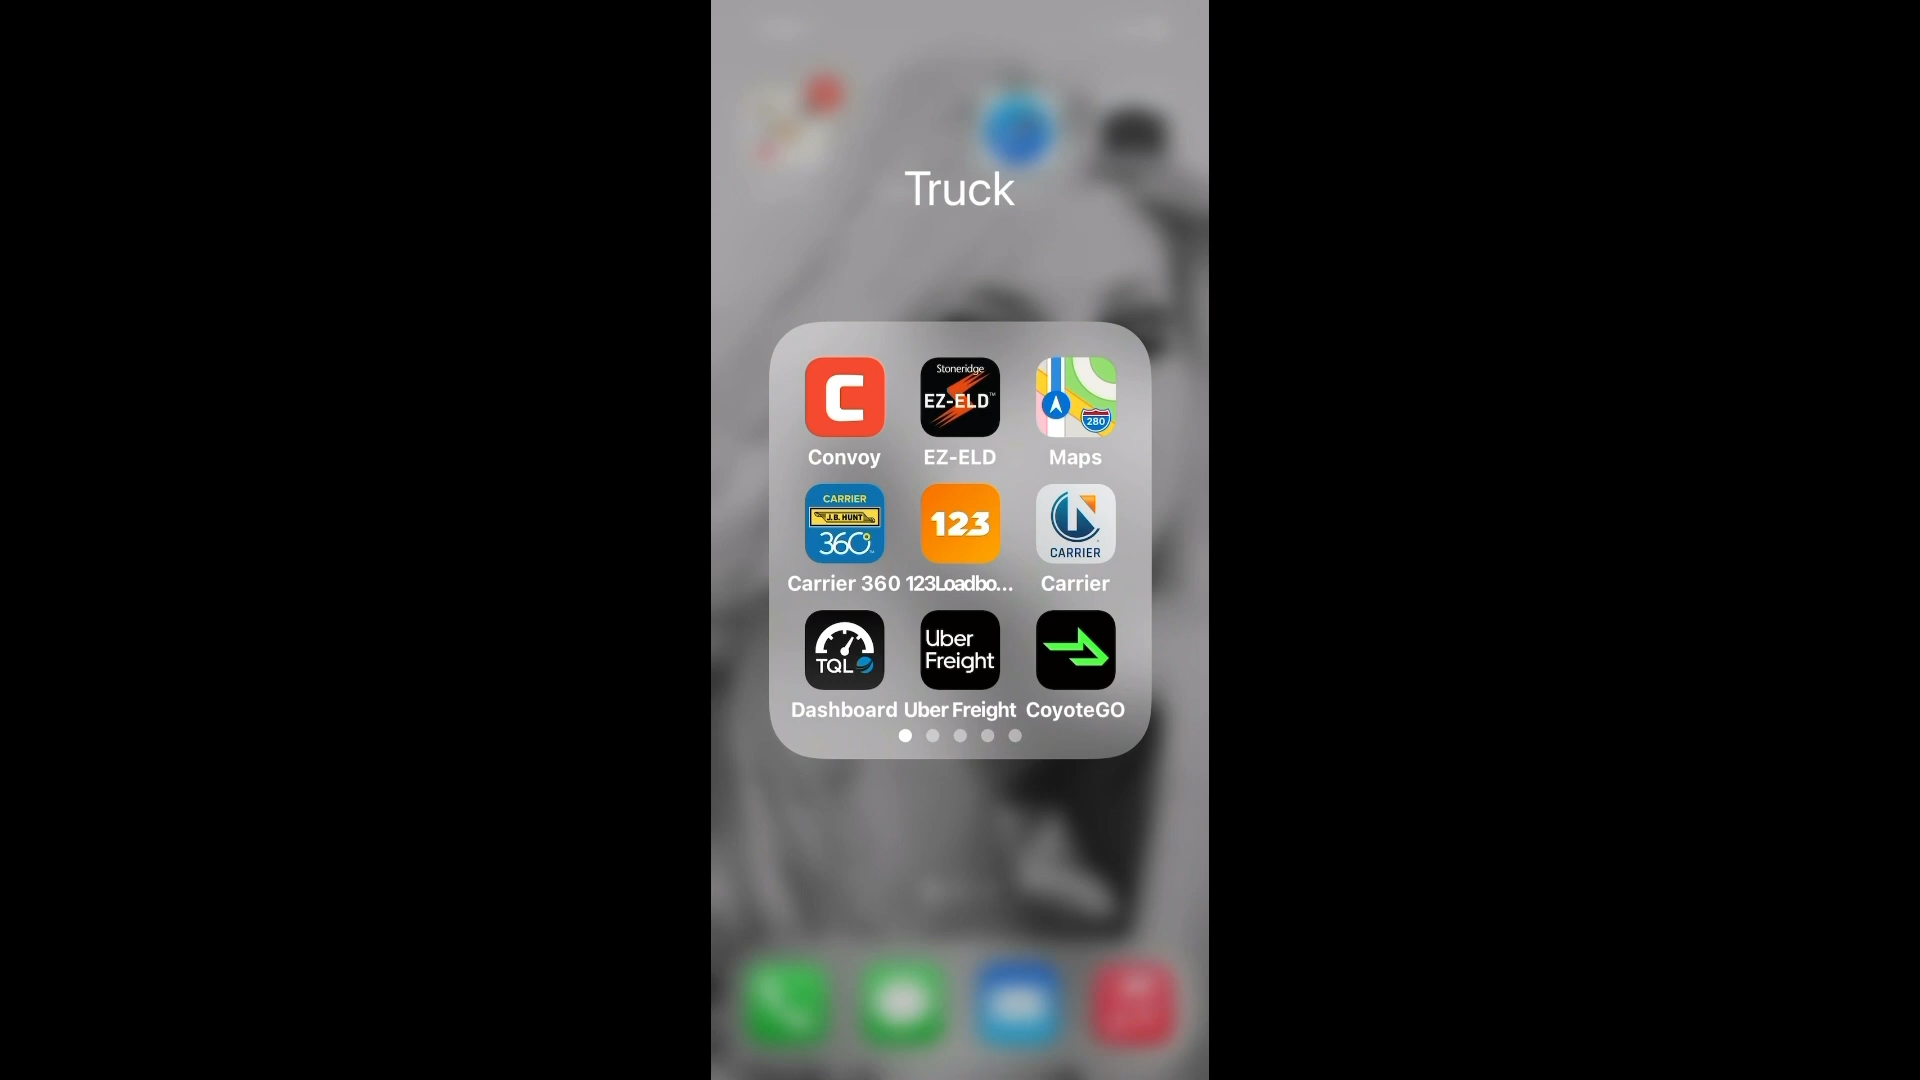 Truck
Stoneridge
EZ-ELD™
280
Convoy
EZ-ELD
Maps
CARRIER
J.B. HUNT
360°
123
CARRIER
Carrier 360
123Loadbo...
Carrier
TQL
Uber
Freight
Dashboard
Uber Freight
CoyoteGO